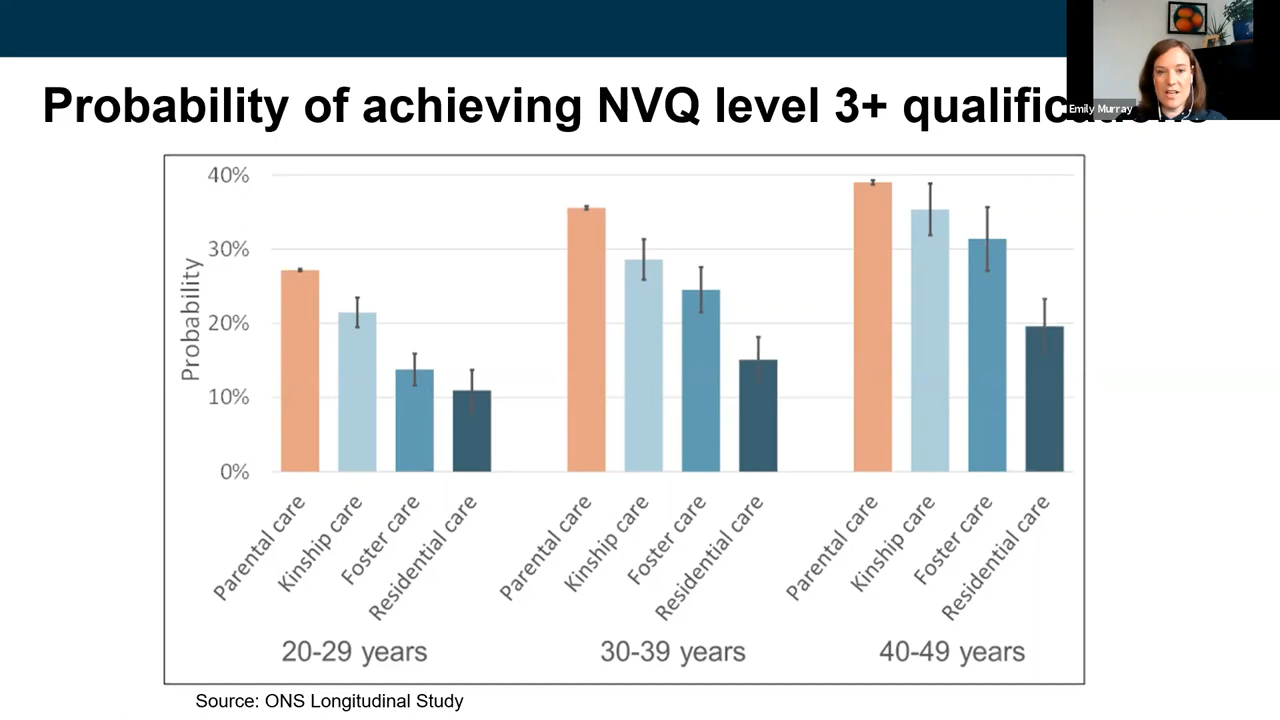 Probability of achieving NVQ level 3+
Emily Murray
40%
30%
20%
10%
0%
Probability
Parental care
Kinship care
Foster care
Residential care
Parental care
Kinship care
Foster care
Residential care
Parental care
Kinship care
Foster care
Residential care
20-29 years
30-39 years
40-49 years
Source: ONS Longitudinal Study